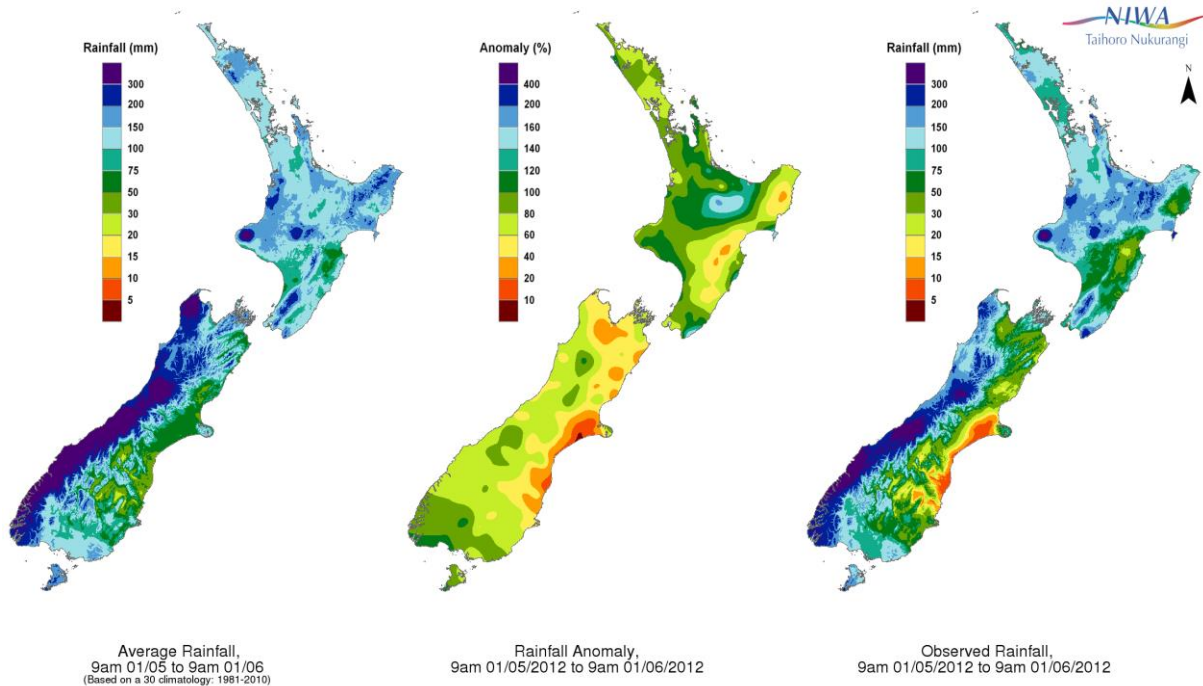 NIWA
Taihoro Nukurangi
N
Rainfall (mm)
300
200
150
100
75
50
30
20
15
10
5
Anomaly (%)
400
200
160
140
120
100
80
60
40
20
10
Rainfall (mm)
300
200
150
100
75
50
30
20
15
10
5
Average Rainfall,
9am 01/05 to 9am 01/06
(Based on a 30 climatology: 1981-2010)
Rainfall Anomaly,
9am 01/05/2012 to 9am 01/06/2012
Observed Rainfall,
9am 01/05/2012 to 9am 01/06/2012